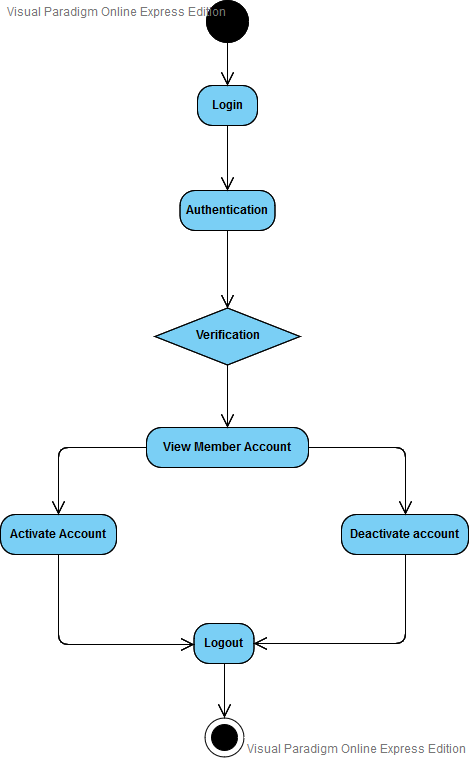 Visual Paradigm Online Express Edition
Login
Authentication
Verification
View Member Account
Activate Account
Deactivate account
Logout
Visual Paradigm Online Express Edition